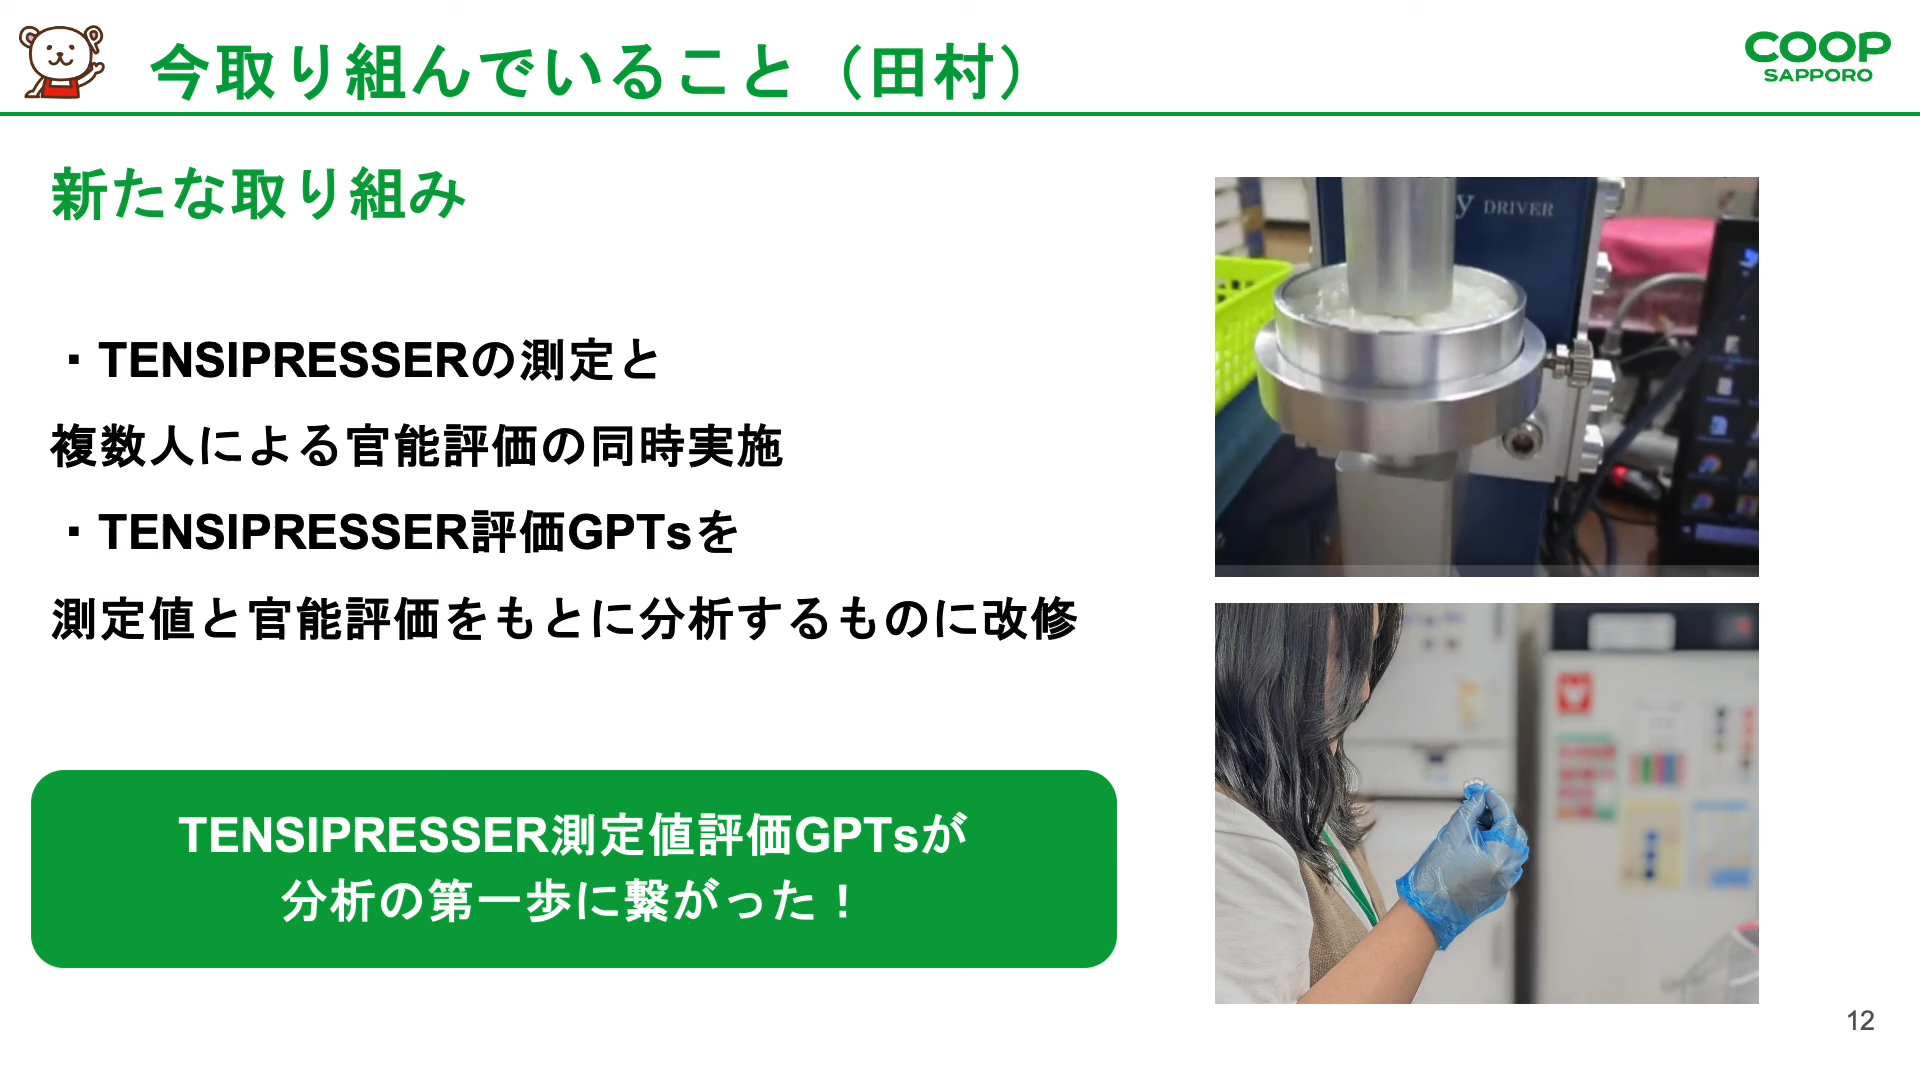 今取り組んでいること（田村）
COOP
SAPPORO
新たな取り組み
・TENSIPRESSERの測定と
複数人による官能評価の同時実施
・TENSIPRESSER評価GPTsを
測定値と官能評価をもとに分析するものに改修
TENSIPRESSER測定値評価GPTsが
分析の第一歩に繋がった！
y DRIVER
12